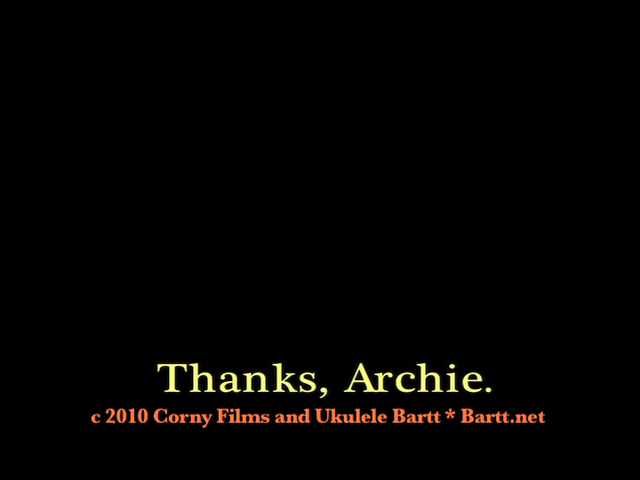 Thanks, Archie.
c 2010 Corny Films and Ukulele Bartt * Bartt.net